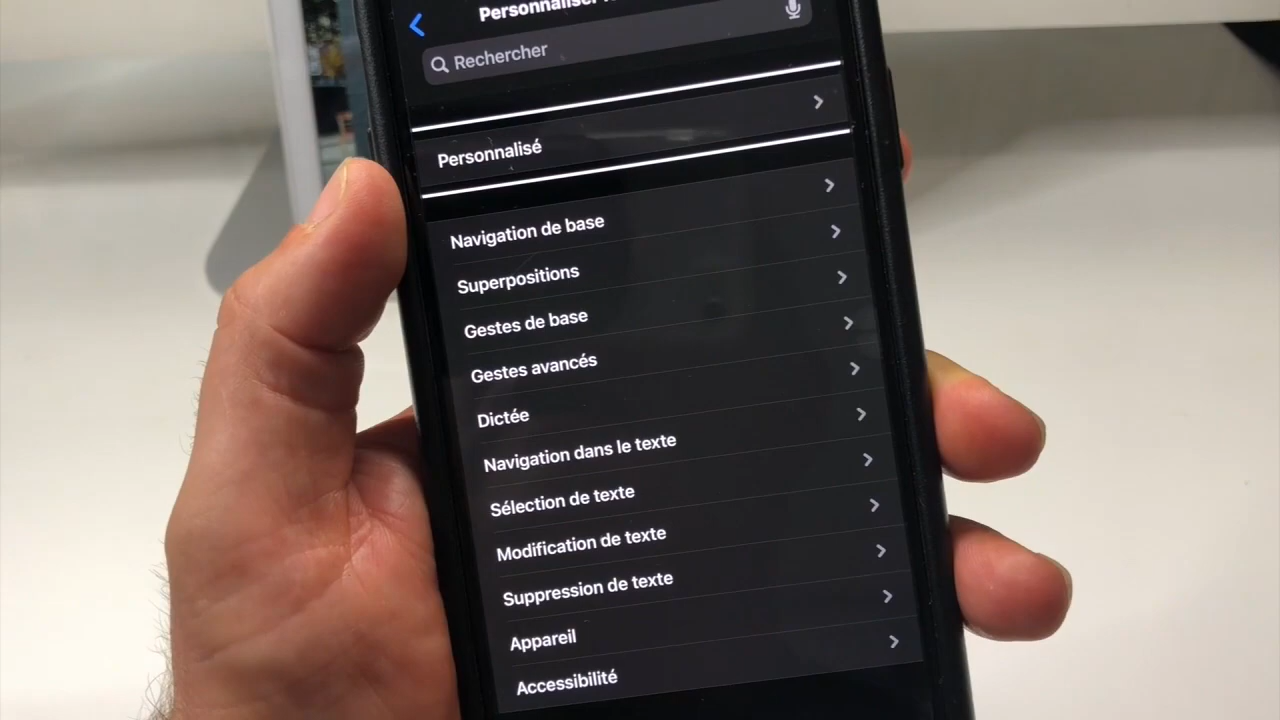 Personnaliser
Rechercher
Personnalisé
Navigation de base
Superpositions
Gestes de base
Gestes avancés
Dictée
Navigation dans le texte
Sélection de texte
Modification de texte
Suppression de texte
Appareil
Accessibilité